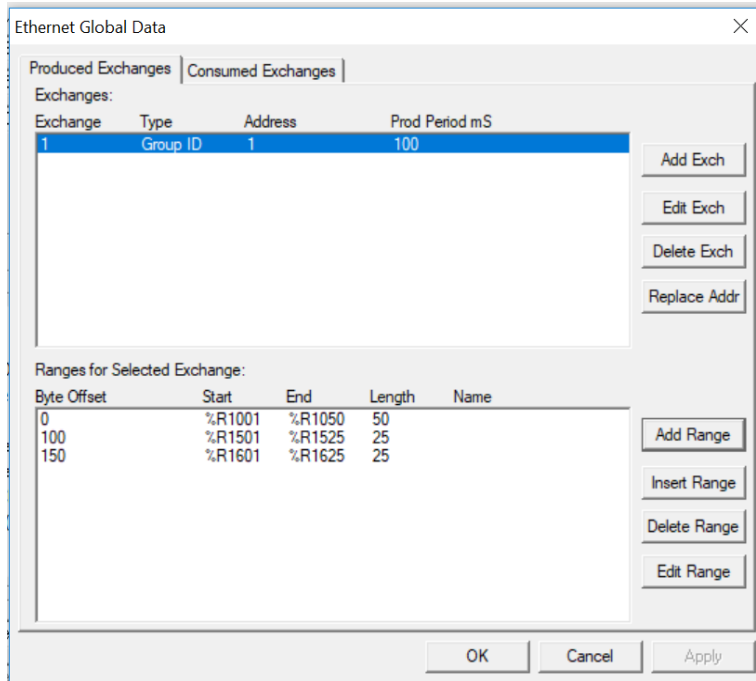 Ethernet Global Data
Produced Exchanges Consumed Exchanges
Exchanges:
Exchange Type Address Prod Period mS
1 Group ID 1 100
Add Exch
Edit Exch
Delete Exch
Replace Addr
Ranges for Selected Exchange:
Byte Offset Start End Length Name
0 %R1001 %R1050 50
100 %R1501 %R1525 25
150 %R1601 %R1625 25
Add Range
Insert Range
Delete Range
Edit Range
OK Cancel Apply